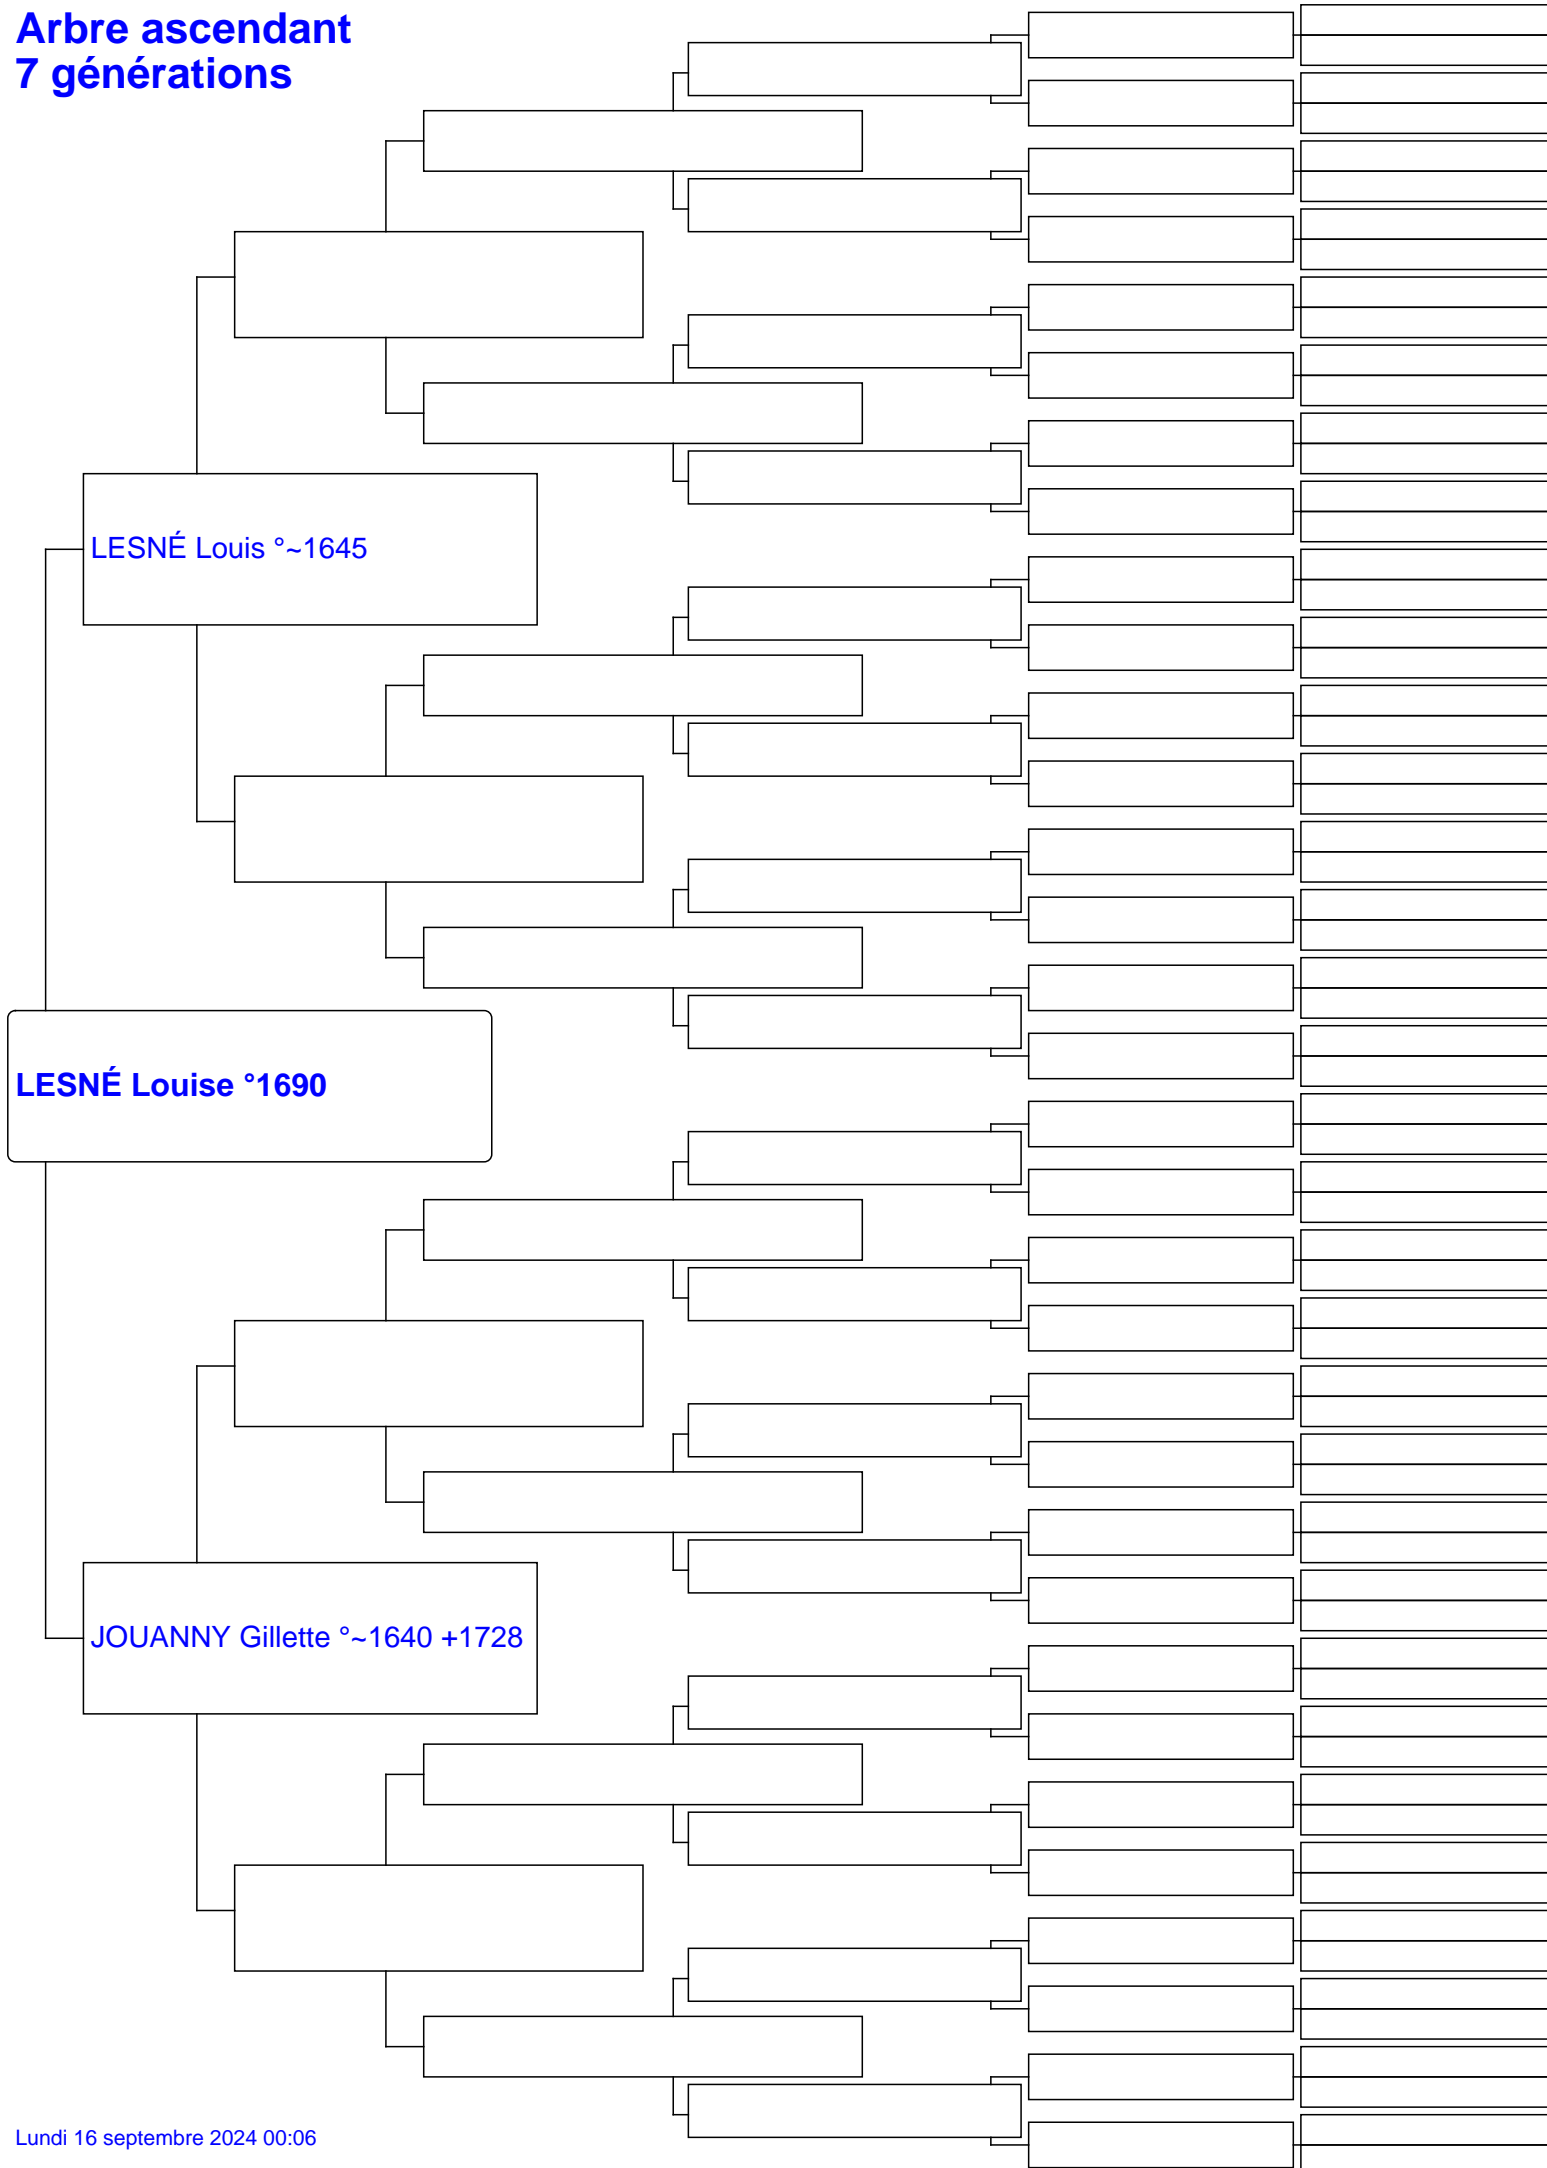 Arbre ascendant
7 générations
LESNÉ Louis °~1645
LESNÉ Louise °1690
JOUANNY Gillette °~1640 +1728
Lundi 16 septembre 2024 00:06